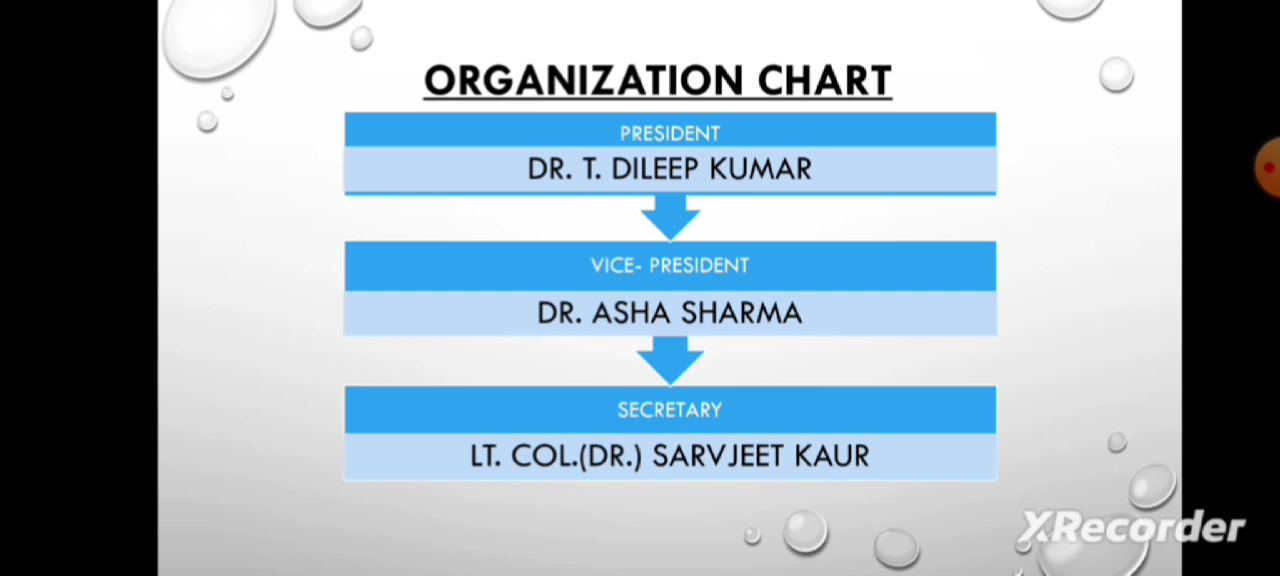 ORGANIZATION CHART
PRESIDENT
DR. T. DILEEP KUMAR
VICE- PRESIDENT
DR. ASHA SHARMA
SECRETARY
LT. COL.(DR.) SARVJEET KAUR
XRecorder